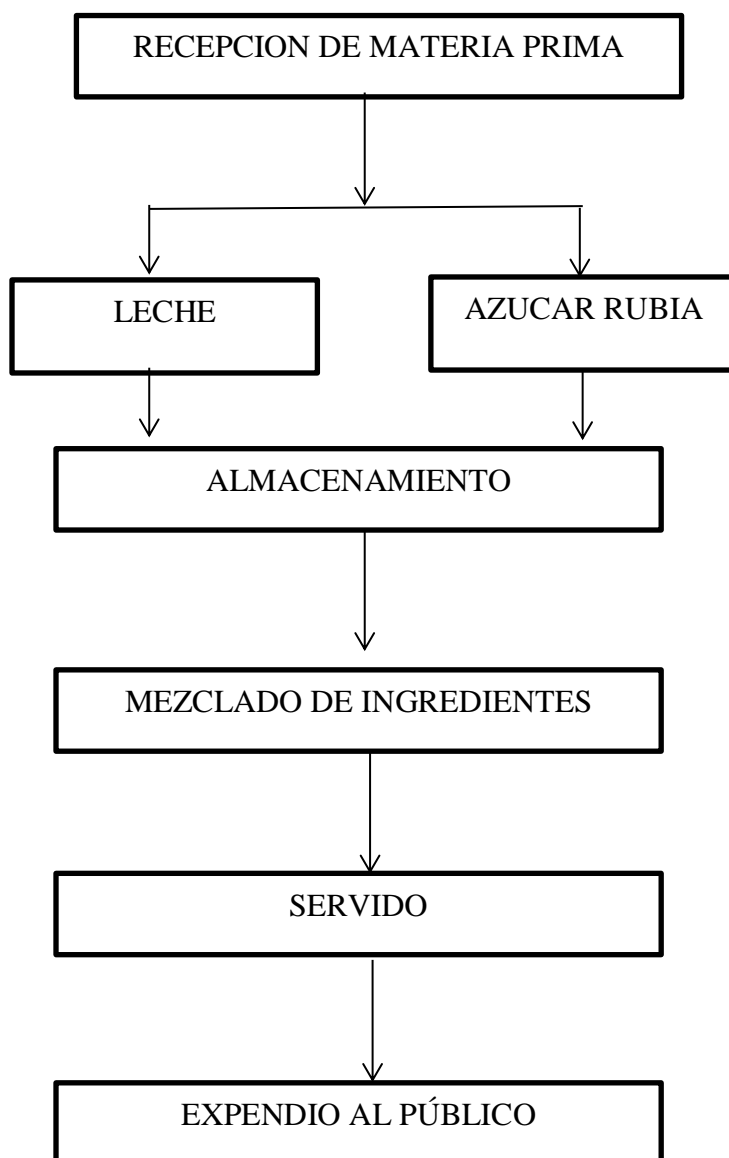 RECEPCION DE MATERIA PRIMA
LECHE
AZUCAR RUBIA
ALMACENAMIENTO
MEZCLADO DE INGREDIENTES
SERVIDO
EXPENDIO AL PÚBLICO